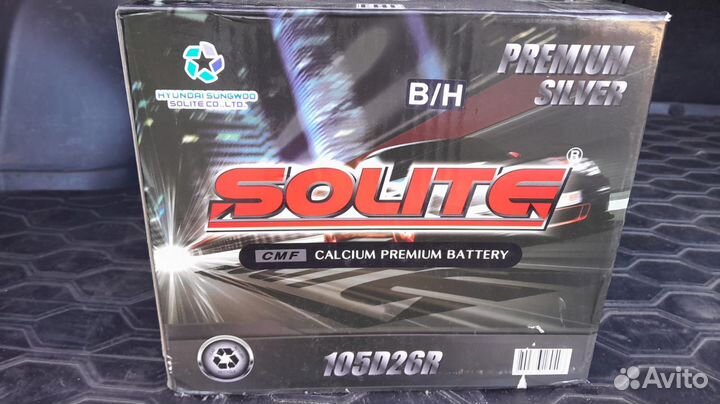 HYUNDAI SUNGWOO
SOLITE CO., LTD.
PREMIUM
SILVER
B/H
SOLITE®
CMF CALCIUM PREMIUM BATTERY
105D26R
Avito